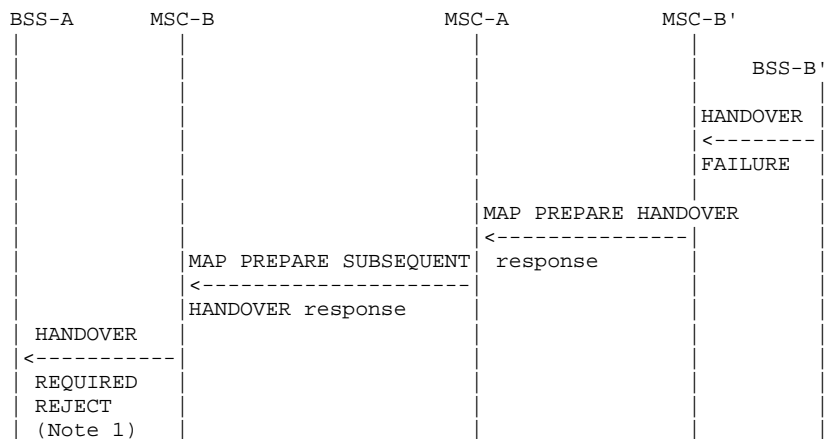 BSS-A MSC-B MSC-A MSC-B'
BSS-B'
HANDOVER
FAILURE
MAP PREPARE HANDOVER
response
MAP PREPARE SUBSEQUENT
HANDOVER response
HANDOVER
REQUIRED
REJECT
(Note 1)